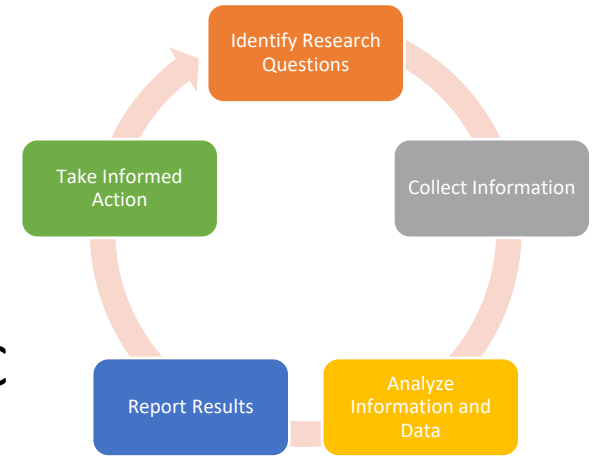 Identify Research
Questions
Collect Information
Analyze
Information and
Data
Report Results
Take Informed
Action